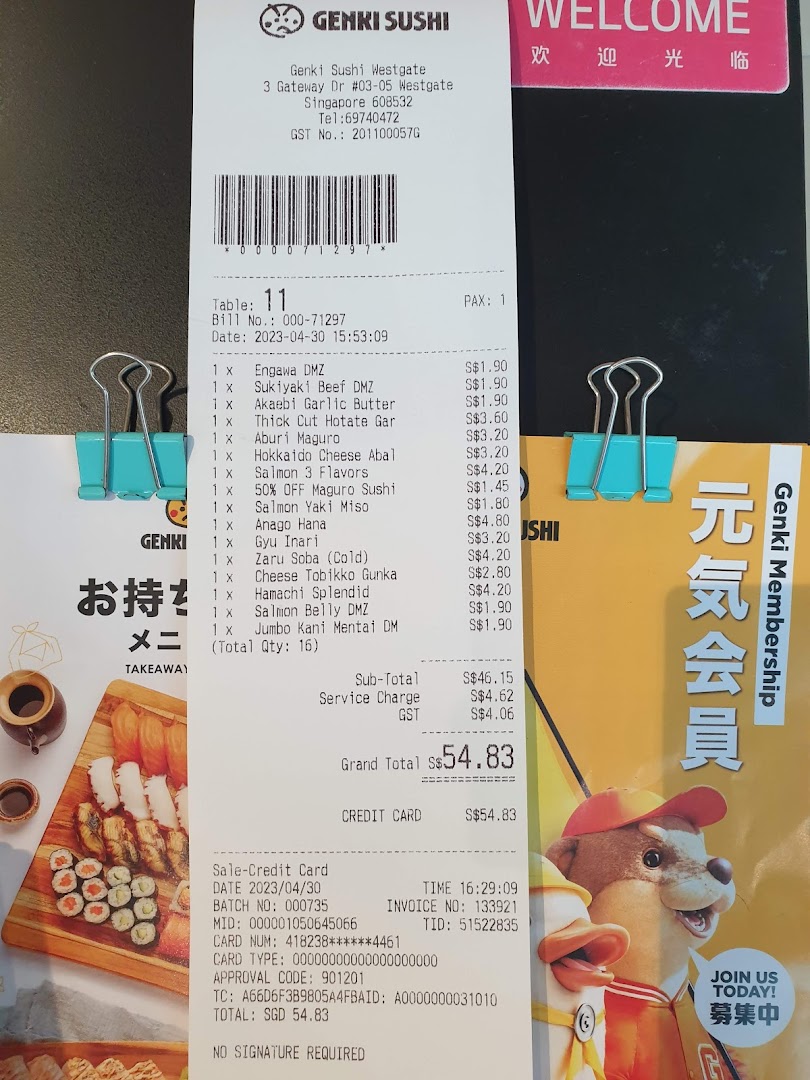 GENKI SUSHI
WELCOME
欢迎光临
Genki Sushi Westgate
3 Gateway Dr #03-05 Westgate
Singapore 608532
Tel:69740472
GST No.: 201100057G
*000071297*
Table: 11 PAX: 1
Bill No.: 000-71297
Date: 2023-04-30 15:53:09
1 x Engawa DMZ S$1.90
1 x Sukiyaki Beef DMZ S$1.90
1 x Akaebi Garlic Butter S$1.90
1 x Thick Cut Hotate Gar S$3.60
1 x Aburi Maguro S$3.20
1 x Hokkaido Cheese Abal S$3.20
1 x Salmon 3 Flavors S$4.20
1 x 50% OFF Maguro Sushi S$1.45
1 x Salmon Yaki Miso S$1.80
1 x Anago Hana S$4.80
1 x Gyu Inari S$3.20
1 x Zaru Soba (Cold) S$4.20
1 x Cheese Tobikko Gunka S$2.80
1 x Hamachi Splendid S$4.20
1 x Salmon Belly DMZ S$1.90
1 x Jumbo Kani Mentai DM S$1.90
(Total Qty: 16)
Sub-Total S$46.15
Service Charge S$4.62
GST S$4.06
Grand Total S$54.83
CREDIT CARD S$54.83
Sale-Credit Card
DATE 2023/04/30 TIME 16:29:09
BATCH NO: 000735 INVOICE NO: 133921
MID: 000001050645066 TID: 51522835
CARD NUM: 418238******4461
CARD TYPE: 00000000000000000000
APPROVAL CODE: 901201
TC: A66D6F3B9805A4FBAID: A0000000031010
TOTAL: SGD 54.83
NO SIGNATURE REQUIRED
GENKI
お持ち
メニ
TAKEAWAY
USHI
元気会員
Genki Membership
JOIN US
TODAY!
募集中
G